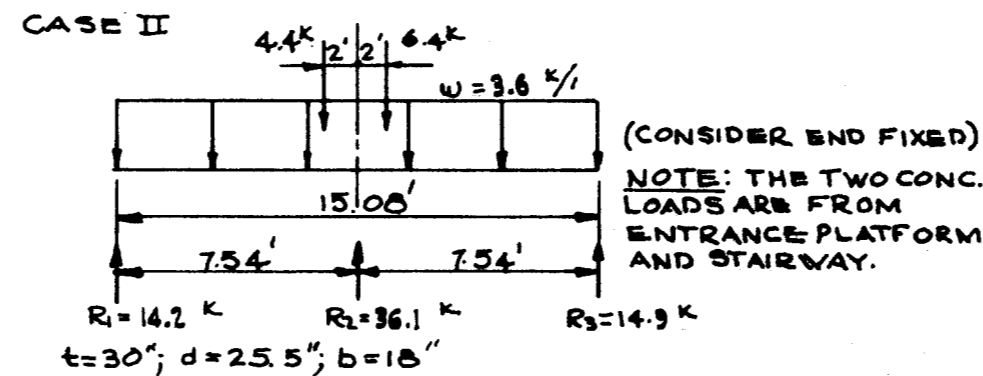 CASE II
4.4K 2' 2' 6.4K
w = 3.6 K/'
(CONSIDER END FIXED)
NOTE: THE TWO CONC.
LOADS ARE FROM
ENTRANCE PLATFORM
AND STAIRWAY.
15.08'
7.54' 7.54'
R1 = 14.2 K R2 = 36.1 K R3 = 14.9 K
t=30"; d=25.5"; b=18"